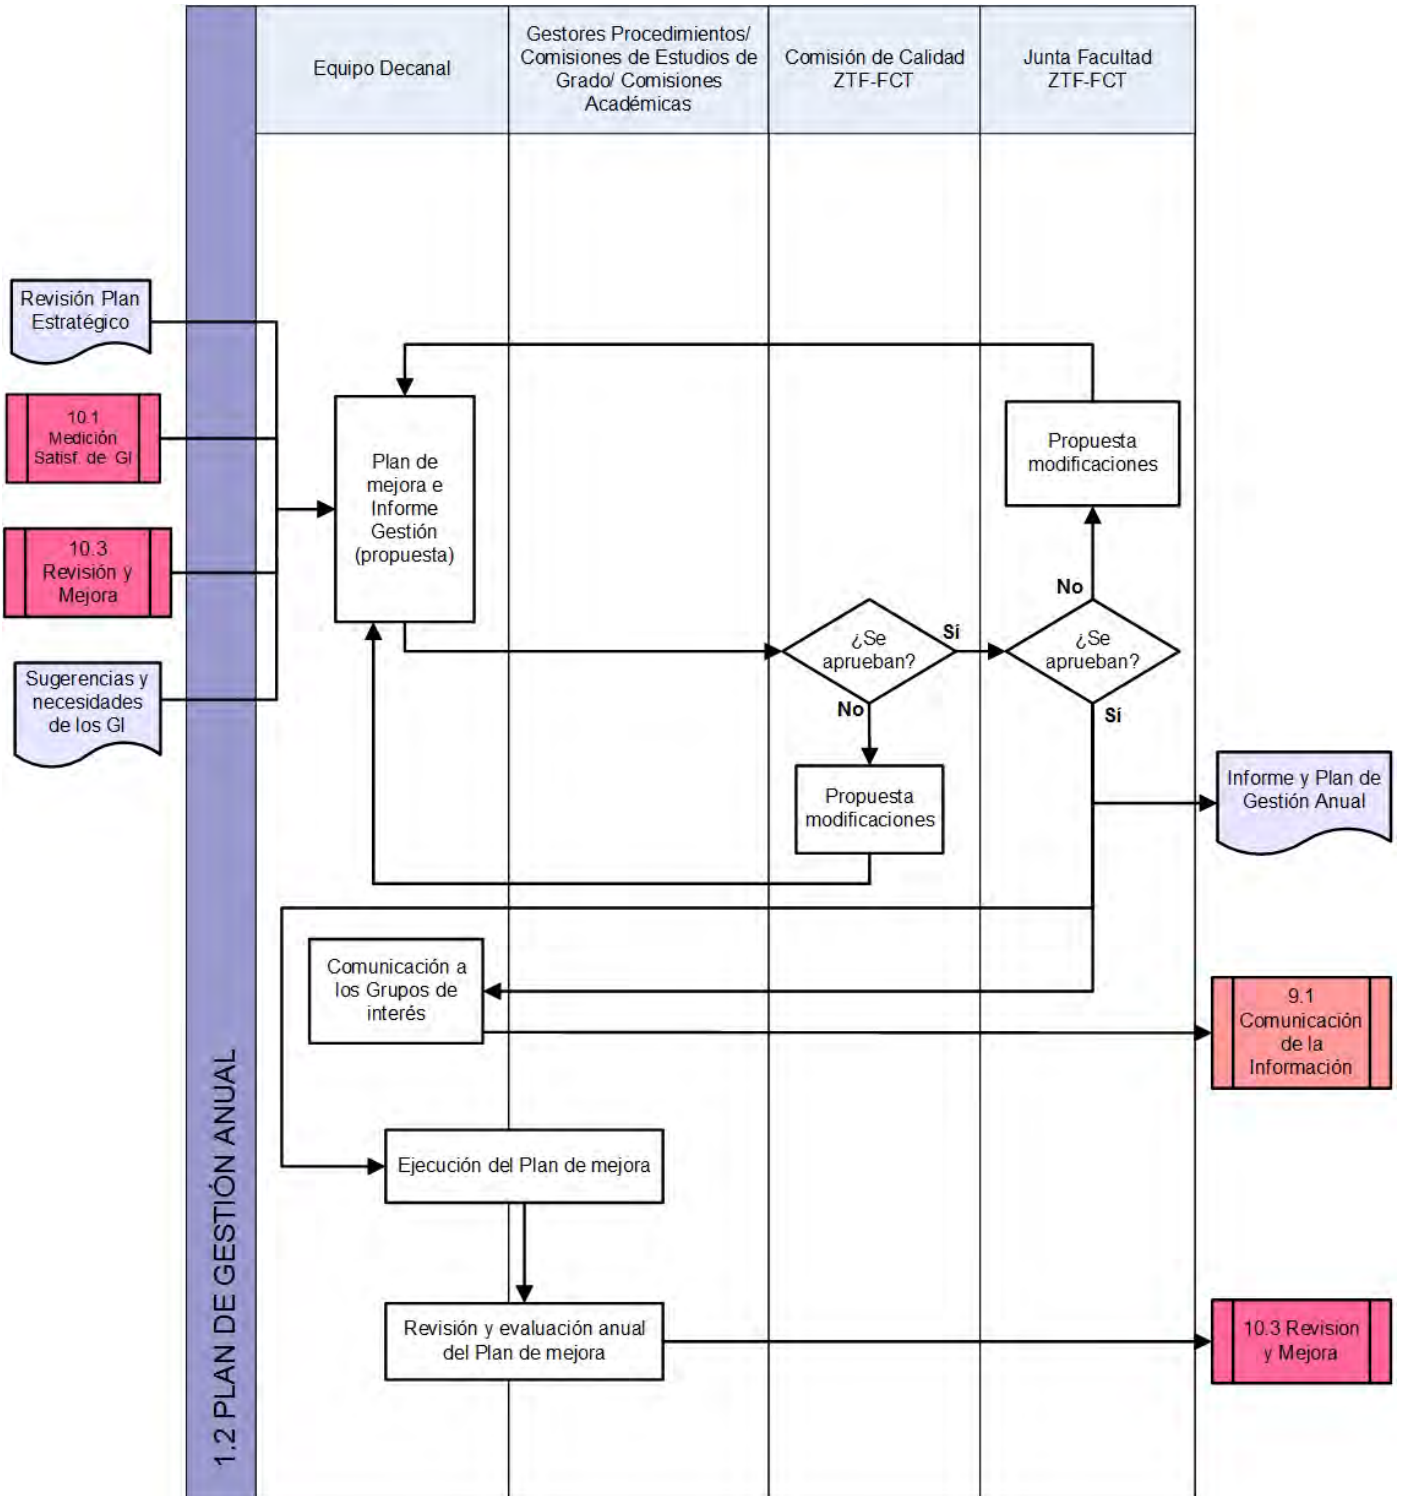 Equipo Decanal
Gestores Procedimientos/
Comisiones de Estudios de
Grado/ Comisiones
Académicas
Comisión de Calidad
ZTF-FCT
Junta Facultad
ZTF-FCT
Revisión Plan
Estratégico
10.1
Medición
Satisf. de GI
10.3
Revisión y
Mejora
Sugerencias y
necesidades
de los GI
Plan de
mejora e
Informe
Gestión
(propuesta)
Propuesta
modificaciones
No
¿Se
aprueban?
Sí
¿Se
aprueban?
No
Sí
Propuesta
modificaciones
Informe y Plan de
Gestión Anual
Comunicación a
los Grupos de
interés
9.1
Comunicación
de la
Información
Ejecución del Plan de mejora
Revisión y evaluación anual
del Plan de mejora
10.3 Revision
y Mejora
1.2 PLAN DE GESTIÓN ANUAL